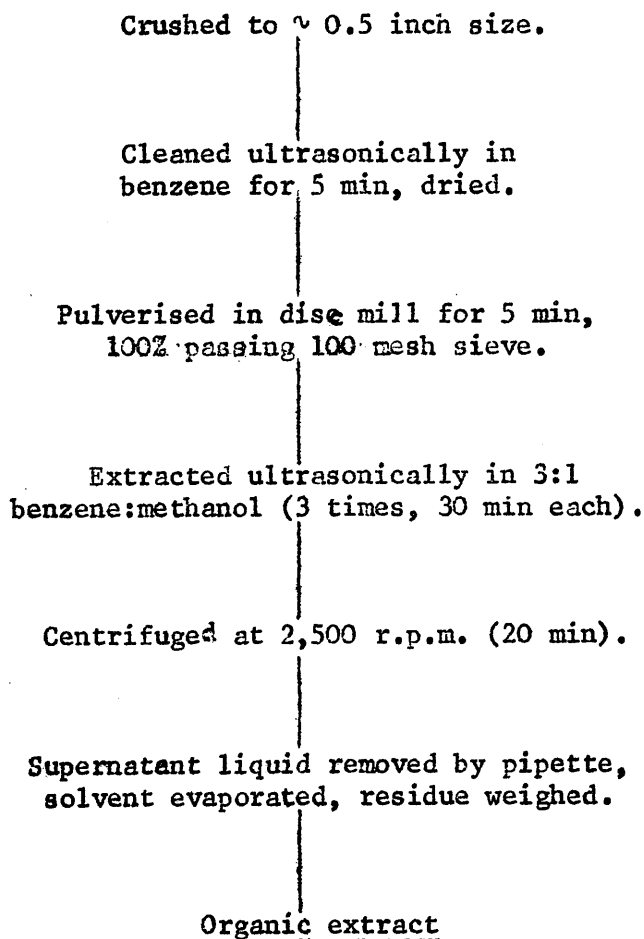 Crushed to ~ 0.5 inch size.
Cleaned ultrasonically in
benzene for 5 min, dried.
Pulverised in disc mill for 5 min,
100% passing 100 mesh sieve.
Extracted ultrasonically in 3:1
benzene:methanol (3 times, 30 min each).
Centrifuged at 2,500 r.p.m. (20 min).
Supernatant liquid removed by pipette,
solvent evaporated, residue weighed.
Organic extract